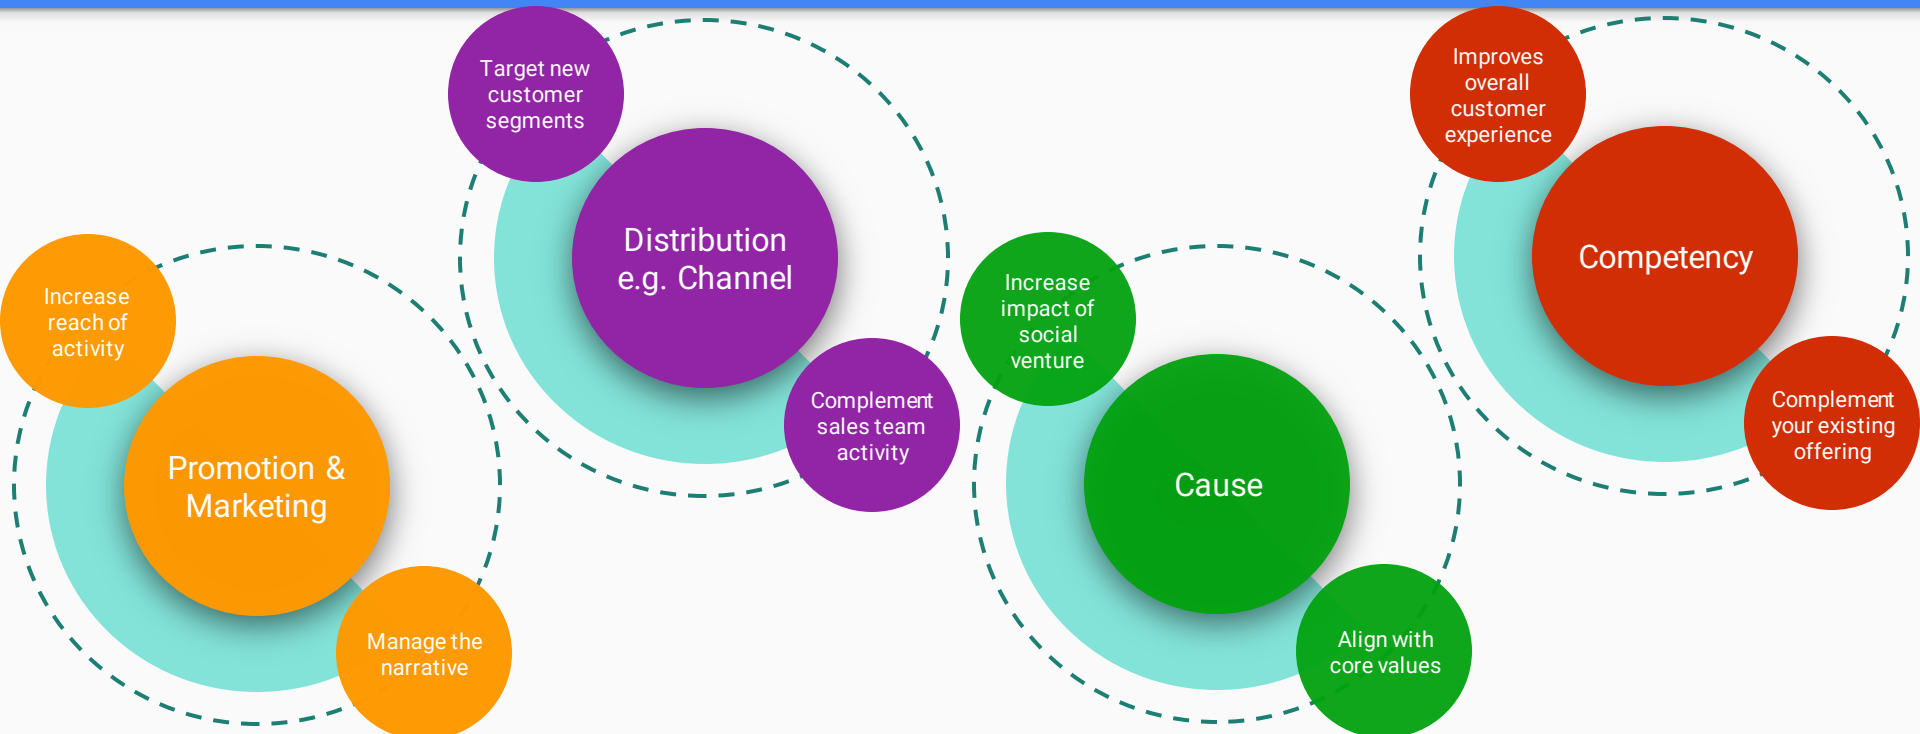 Increase
reach of
activity
Promotion &
Marketing
Manage the
narrative
Target new
customer
segments
Distribution
e.g. Channel
Complement
sales team
activity
Increase
impact of
social
venture
Cause
Align with
core values
Improves
overall
customer
experience
Competency
Complement
your existing
offering